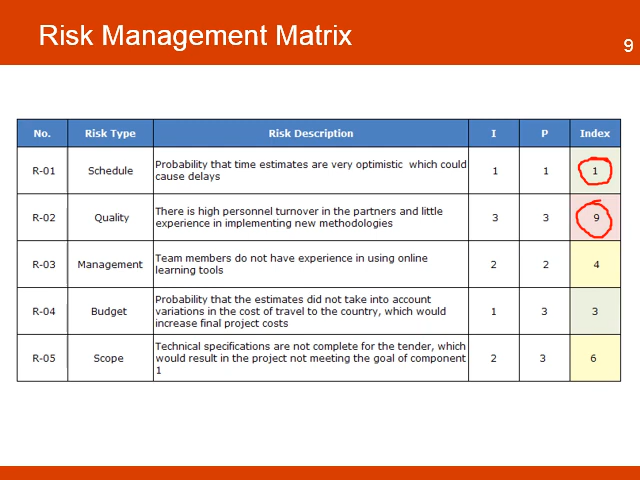 Risk Management Matrix
9
No. Risk Type Risk Description I P Index
R-01 Schedule Probability that time estimates are very optimistic which could
cause delays 1 1 1
R-02 Quality There is high personnel turnover in the partners and little
experience in implementing new methodologies 3 3 9
R-03 Management Team members do not have experience in using online
learning tools 2 2 4
R-04 Budget Probability that the estimates did not take into account
variations in the cost of travel to the country, which would
increase final project costs 1 3 3
R-05 Scope Technical specifications are not complete for the tender, which
would result in the project not meeting the goal of component
1 2 3 6